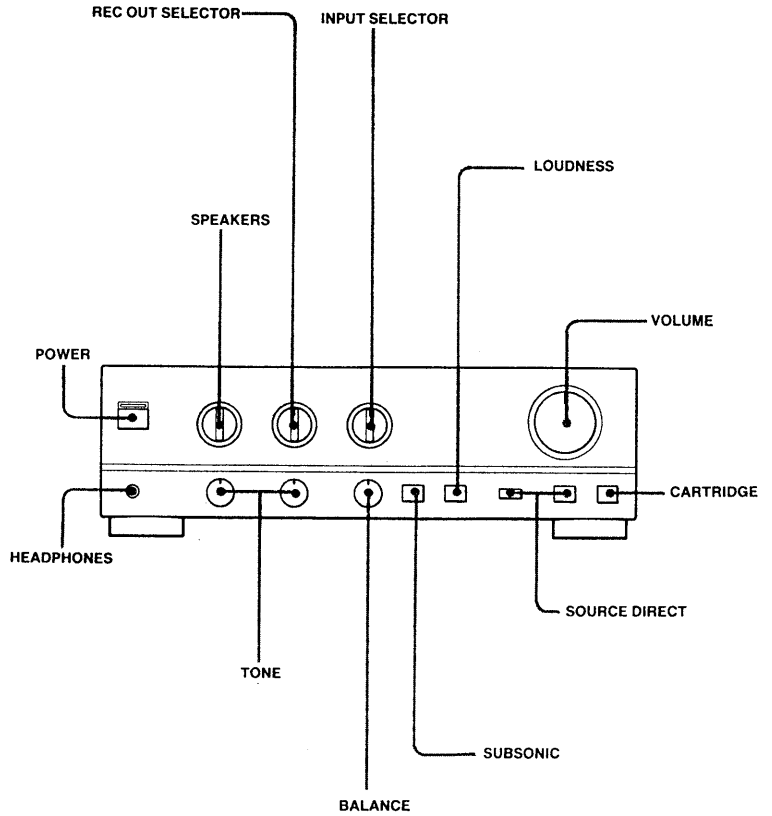 REC OUT SELECTOR
INPUT SELECTOR
LOUDNESS
SPEAKERS
VOLUME
POWER
CARTRIDGE
HEADPHONES
SOURCE DIRECT
TONE
SUBSONIC
BALANCE